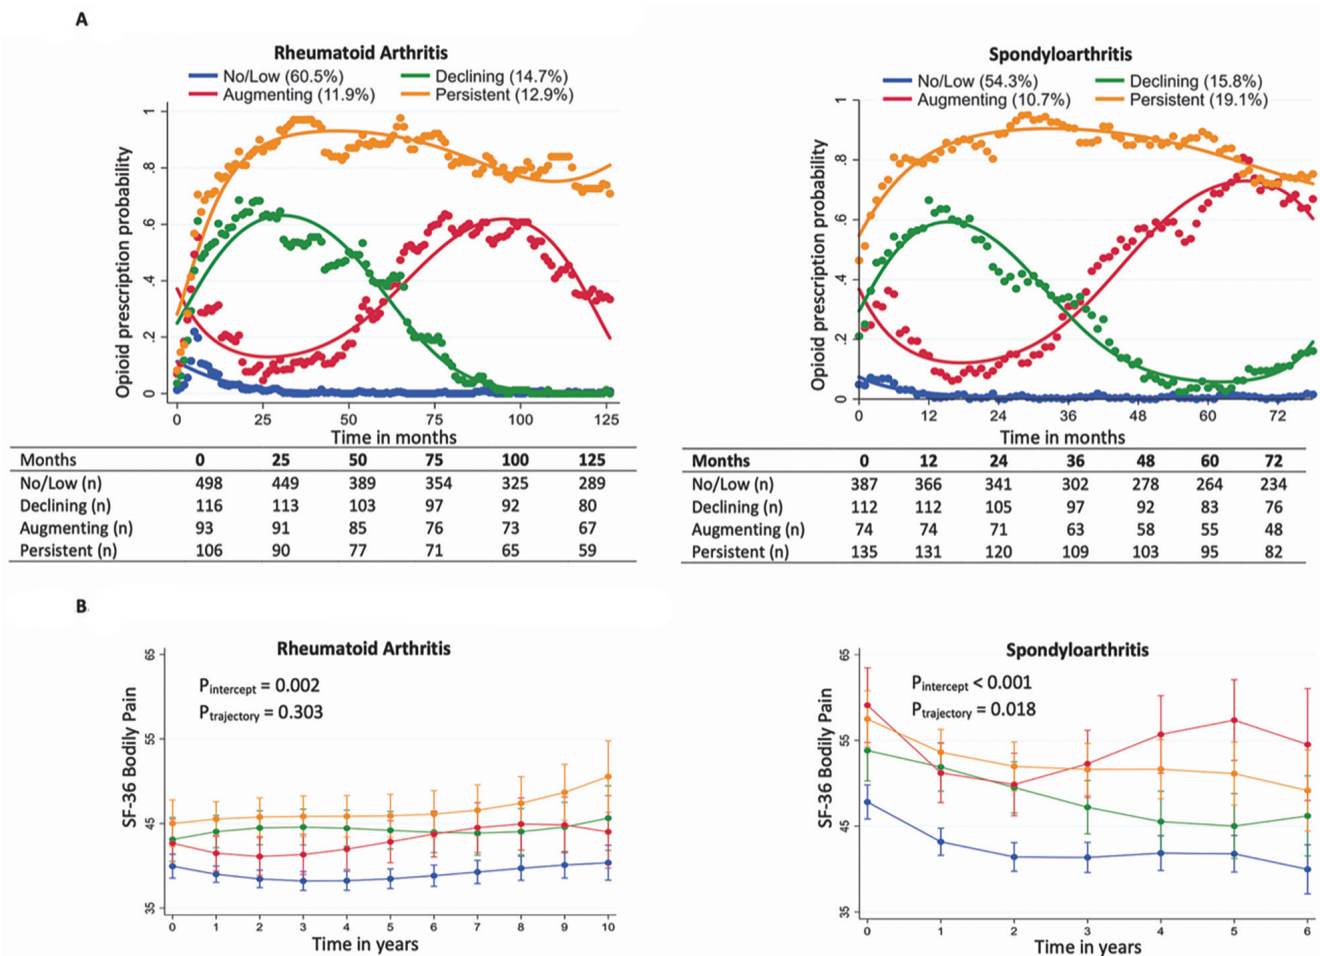 A
Rheumatoid Arthritis
No/Low (60.5%) Declining (14.7%)
Augmenting (11.9%) Persistent (12.9%)
Opioid prescription probability
1
.8
.6
.4
.2
0
0 25 50 75 100 125
Time in months
Months 0 25 50 75 100 125
No/Low (n) 498 449 389 354 325 289
Declining (n) 116 113 103 97 92 80
Augmenting (n) 93 91 85 76 73 67
Persistent (n) 106 90 77 71 65 59
Spondyloarthritis
No/Low (54.3%) Declining (15.8%)
Augmenting (10.7%) Persistent (19.1%)
Opioid prescription probability
1
.8
.6
.4
.2
0
0 12 24 36 48 60 72
Time in months
Months 0 12 24 36 48 60 72
No/Low (n) 387 366 341 302 278 264 234
Declining (n) 112 112 105 97 92 83 76
Augmenting (n) 74 74 71 63 58 55 48
Persistent (n) 135 131 120 109 103 95 82
B
Rheumatoid Arthritis
Pintercept = 0.002
Ptrajectory = 0.303
SF-36 Bodily Pain
65
55
45
35
0 1 2 3 4 5 6 7 8 9 10
Time in years
Spondyloarthritis
Pintercept < 0.001
Ptrajectory = 0.018
SF-36 Bodily Pain
65
55
45
35
0 1 2 3 4 5 6
Time in years